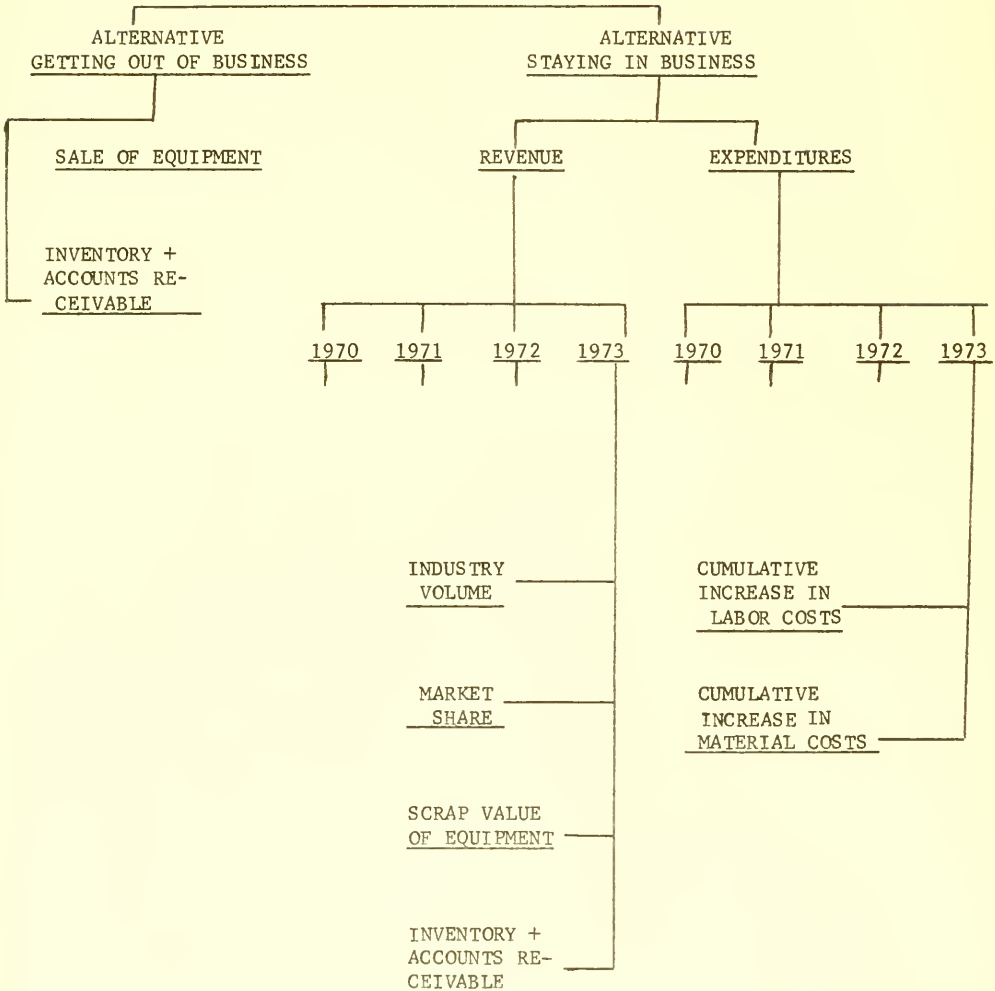 ALTERNATIVE
GETTING OUT OF BUSINESS
ALTERNATIVE
STAYING IN BUSINESS
SALE OF EQUIPMENT
REVENUE
EXPENDITURES
INVENTORY +
ACCOUNTS RE-
CEIVABLE
1970 1971 1972 1973
1970 1971 1972 1973
INDUSTRY
VOLUME
MARKET
SHARE
SCRAP VALUE
OF EQUIPMENT
INVENTORY +
ACCOUNTS RE-
CEIVABLE
CUMULATIVE
INCREASE IN
LABOR COSTS
CUMULATIVE
INCREASE IN
MATERIAL COSTS